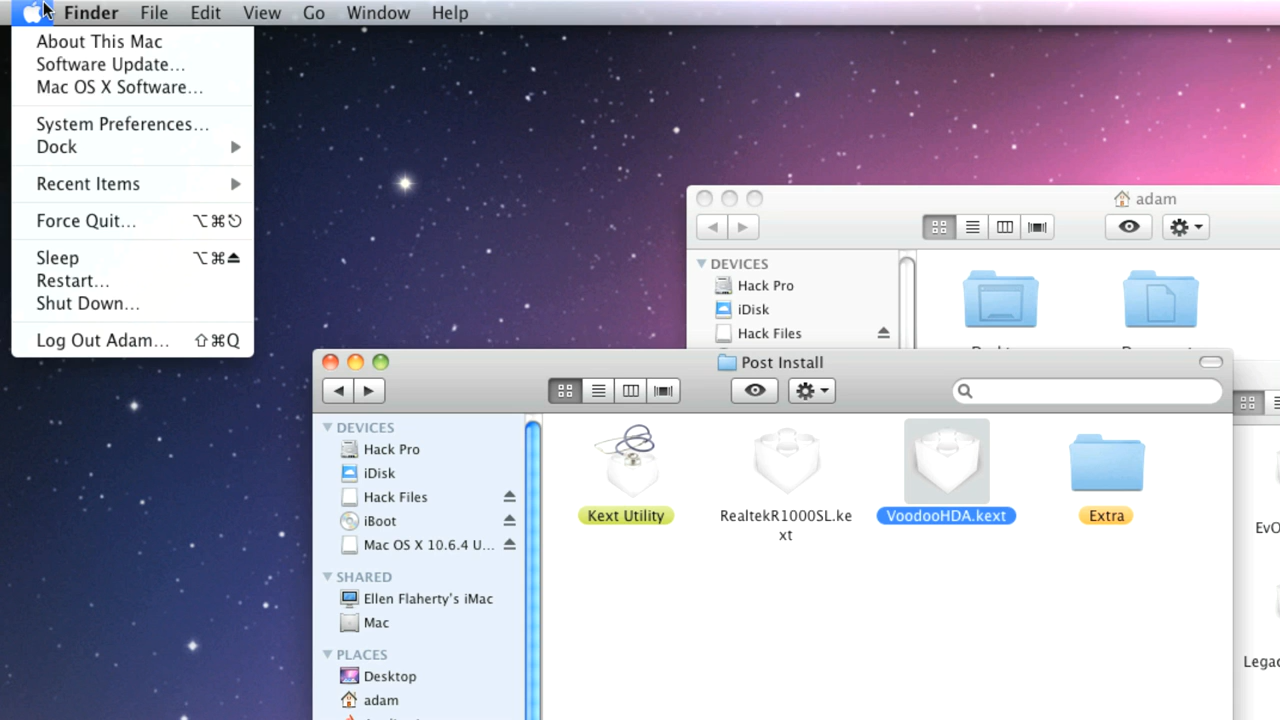 Finder File Edit View Go Window Help
About This Mac
Software Update…
Mac OS X Software…
System Preferences…
Dock
Recent Items
Force Quit… ⌥⌘⎋
Sleep ⌥⌘⏏
Restart…
Shut Down…
Log Out Adam… ⇧⌘Q
adam
DEVICES
Hack Pro
iDisk
Hack Files
Post Install
DEVICES
Hack Pro
iDisk
Hack Files
iBoot
Mac OS X 10.6.4 U…
SHARED
Ellen Flaherty's iMac
Mac
PLACES
Desktop
adam
Kext Utility
RealtekR1000SL.ke
xt
VoodooHDA.kext
Extra
EvO
Legac